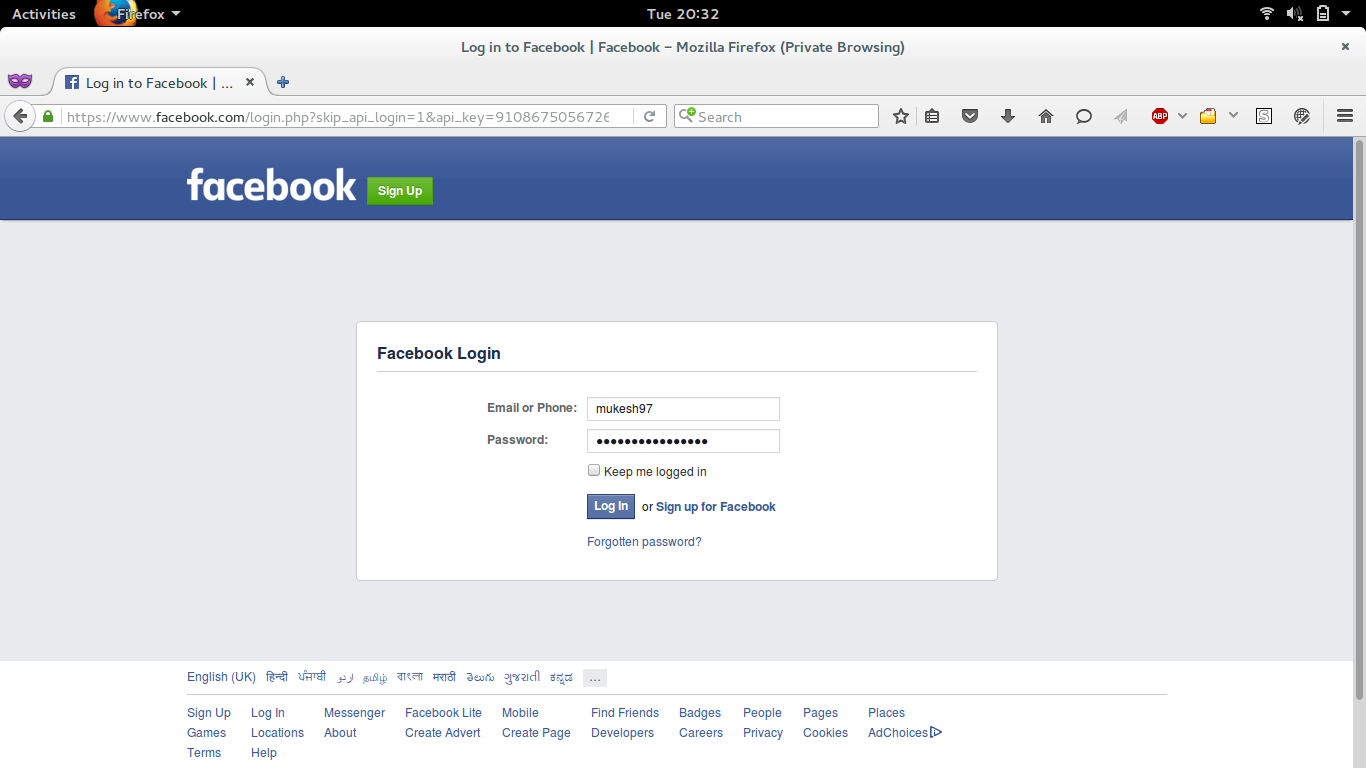 Activities Firefox Tue 20:32
Log in to Facebook | Facebook – Mozilla Firefox (Private Browsing)
Log in to Facebook | ...
https://www.facebook.com/login.php?skip_api_login=1&api_key=9108675056726 Search ABP S
facebook Sign Up
Facebook Login
Email or Phone: mukesh97
Password: ●●●●●●●●●●●●●●●●
Keep me logged in
Log In or Sign up for Facebook
Forgotten password?
English (UK) हिन्दी ਪੰਜਾਬੀ اردو தமிழ் বাংলা मराठी తెలుగు ગુજરાતી ಕನ್ನಡ ...
Sign Up Log In Messenger Facebook Lite Mobile Find Friends Badges People Pages Places
Games Locations About Create Advert Create Page Developers Careers Privacy Cookies AdChoices
Terms Help